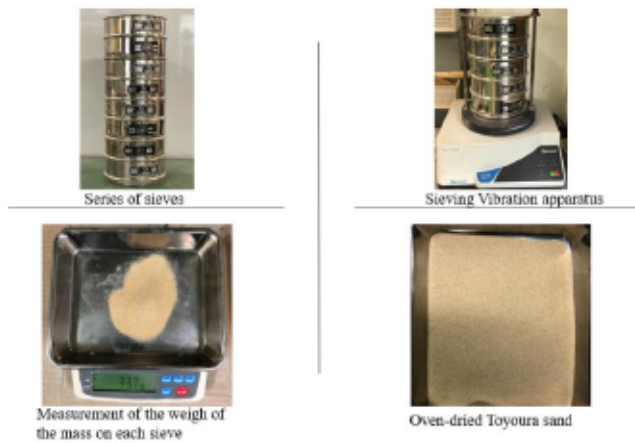 Series of sieves
Sieving Vibration apparatus
Measurement of the weigh of
the mass on each sieve
Oven-dried Toyoura sand